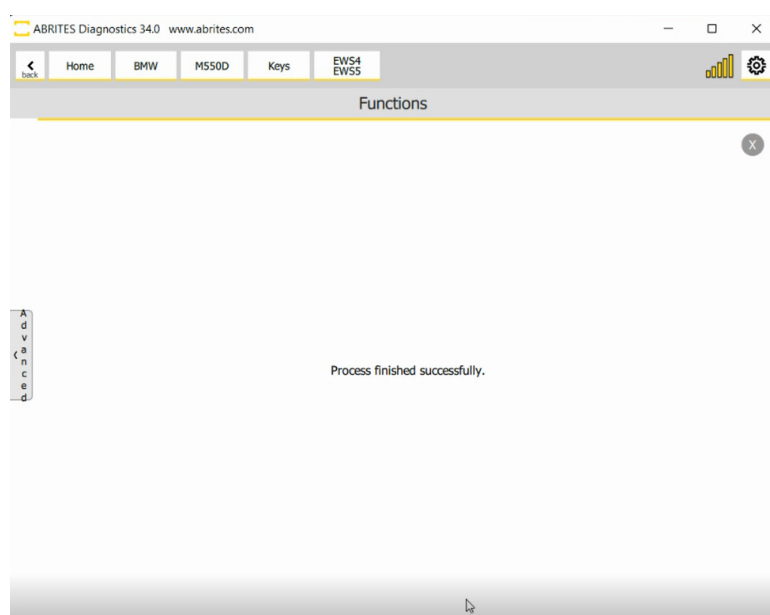 ABRITES Diagnostics 34.0 www.abrites.com
back
Home
BMW
M550D
Keys
EWS4
EWS5
Functions
X
Advanced
Process finished successfully.